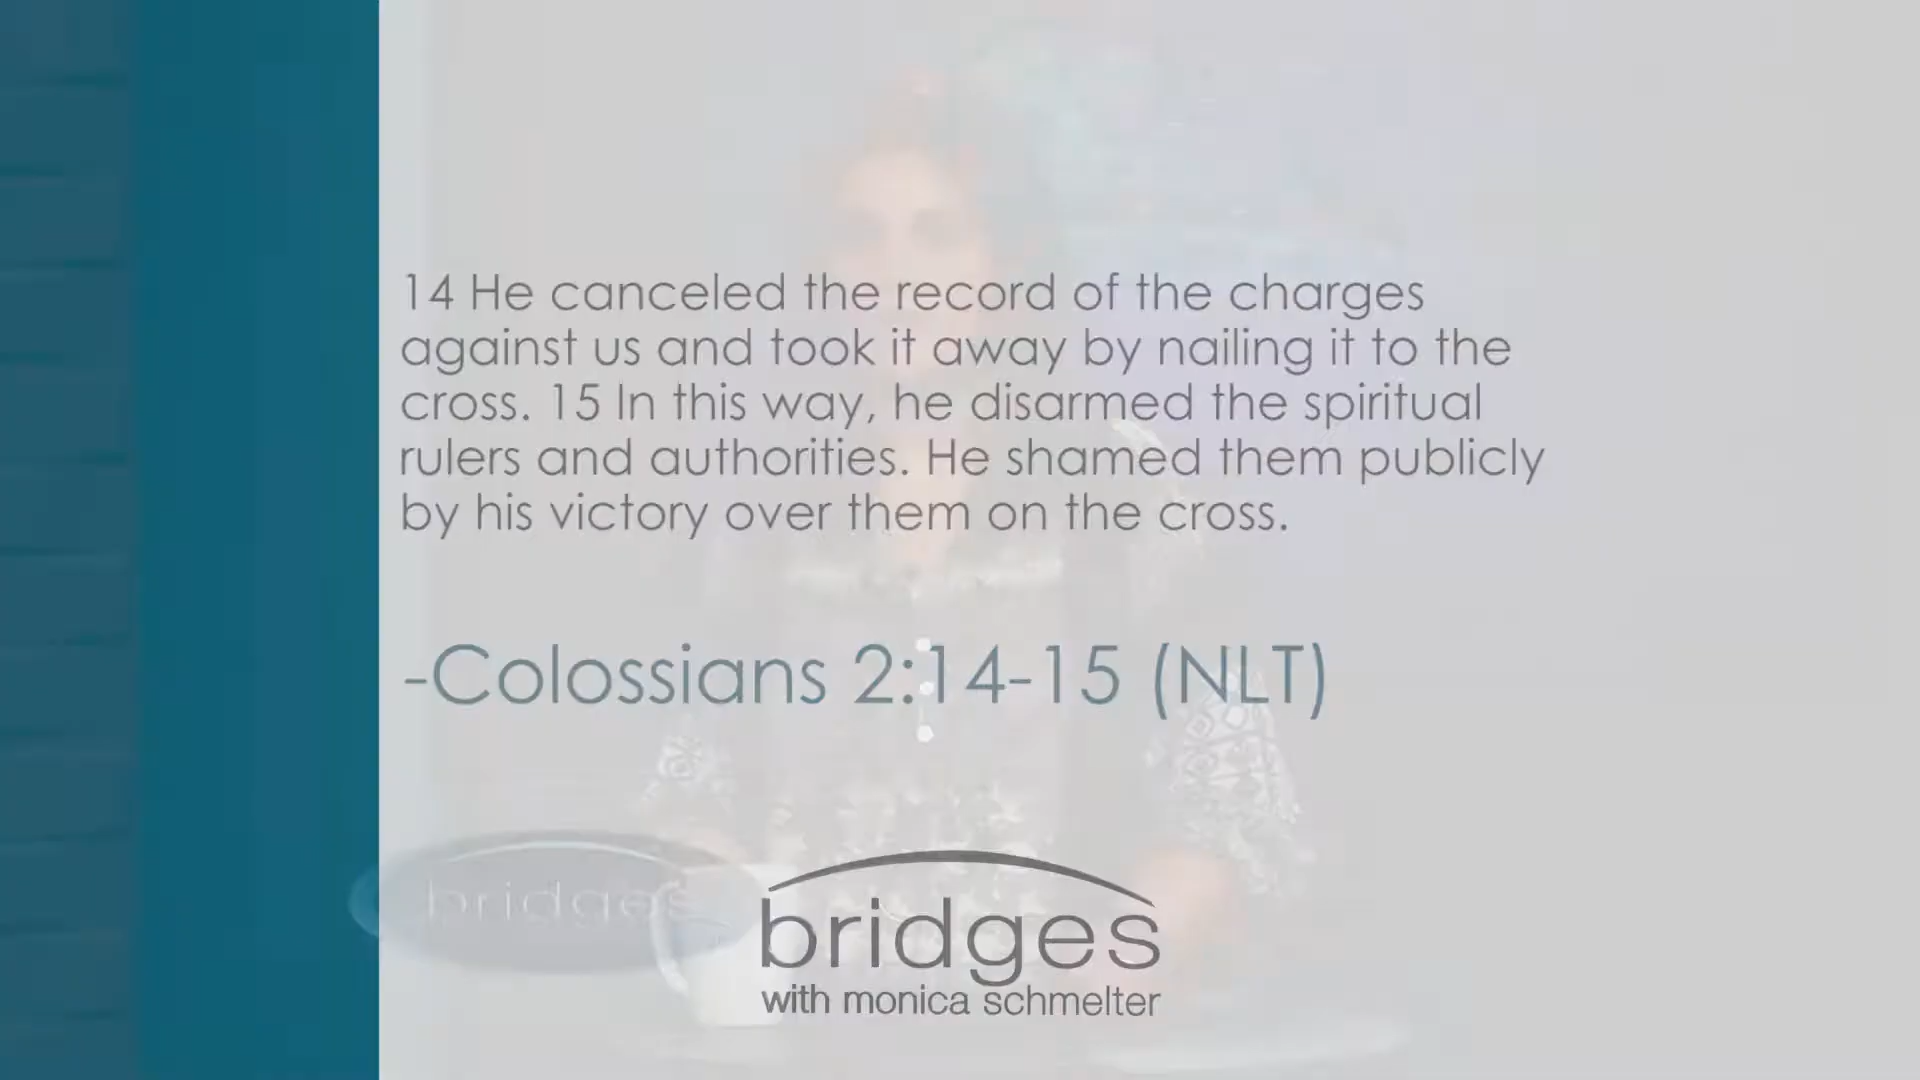 14 He canceled the record of the charges
against us and took it away by nailing it to the
cross. 15 In this way, he disarmed the spiritual
rulers and authorities. He shamed them publicly
by his victory over them on the cross.
-Colossians 2:14-15 (NLT)
bridges
bridges
with monica schmelter